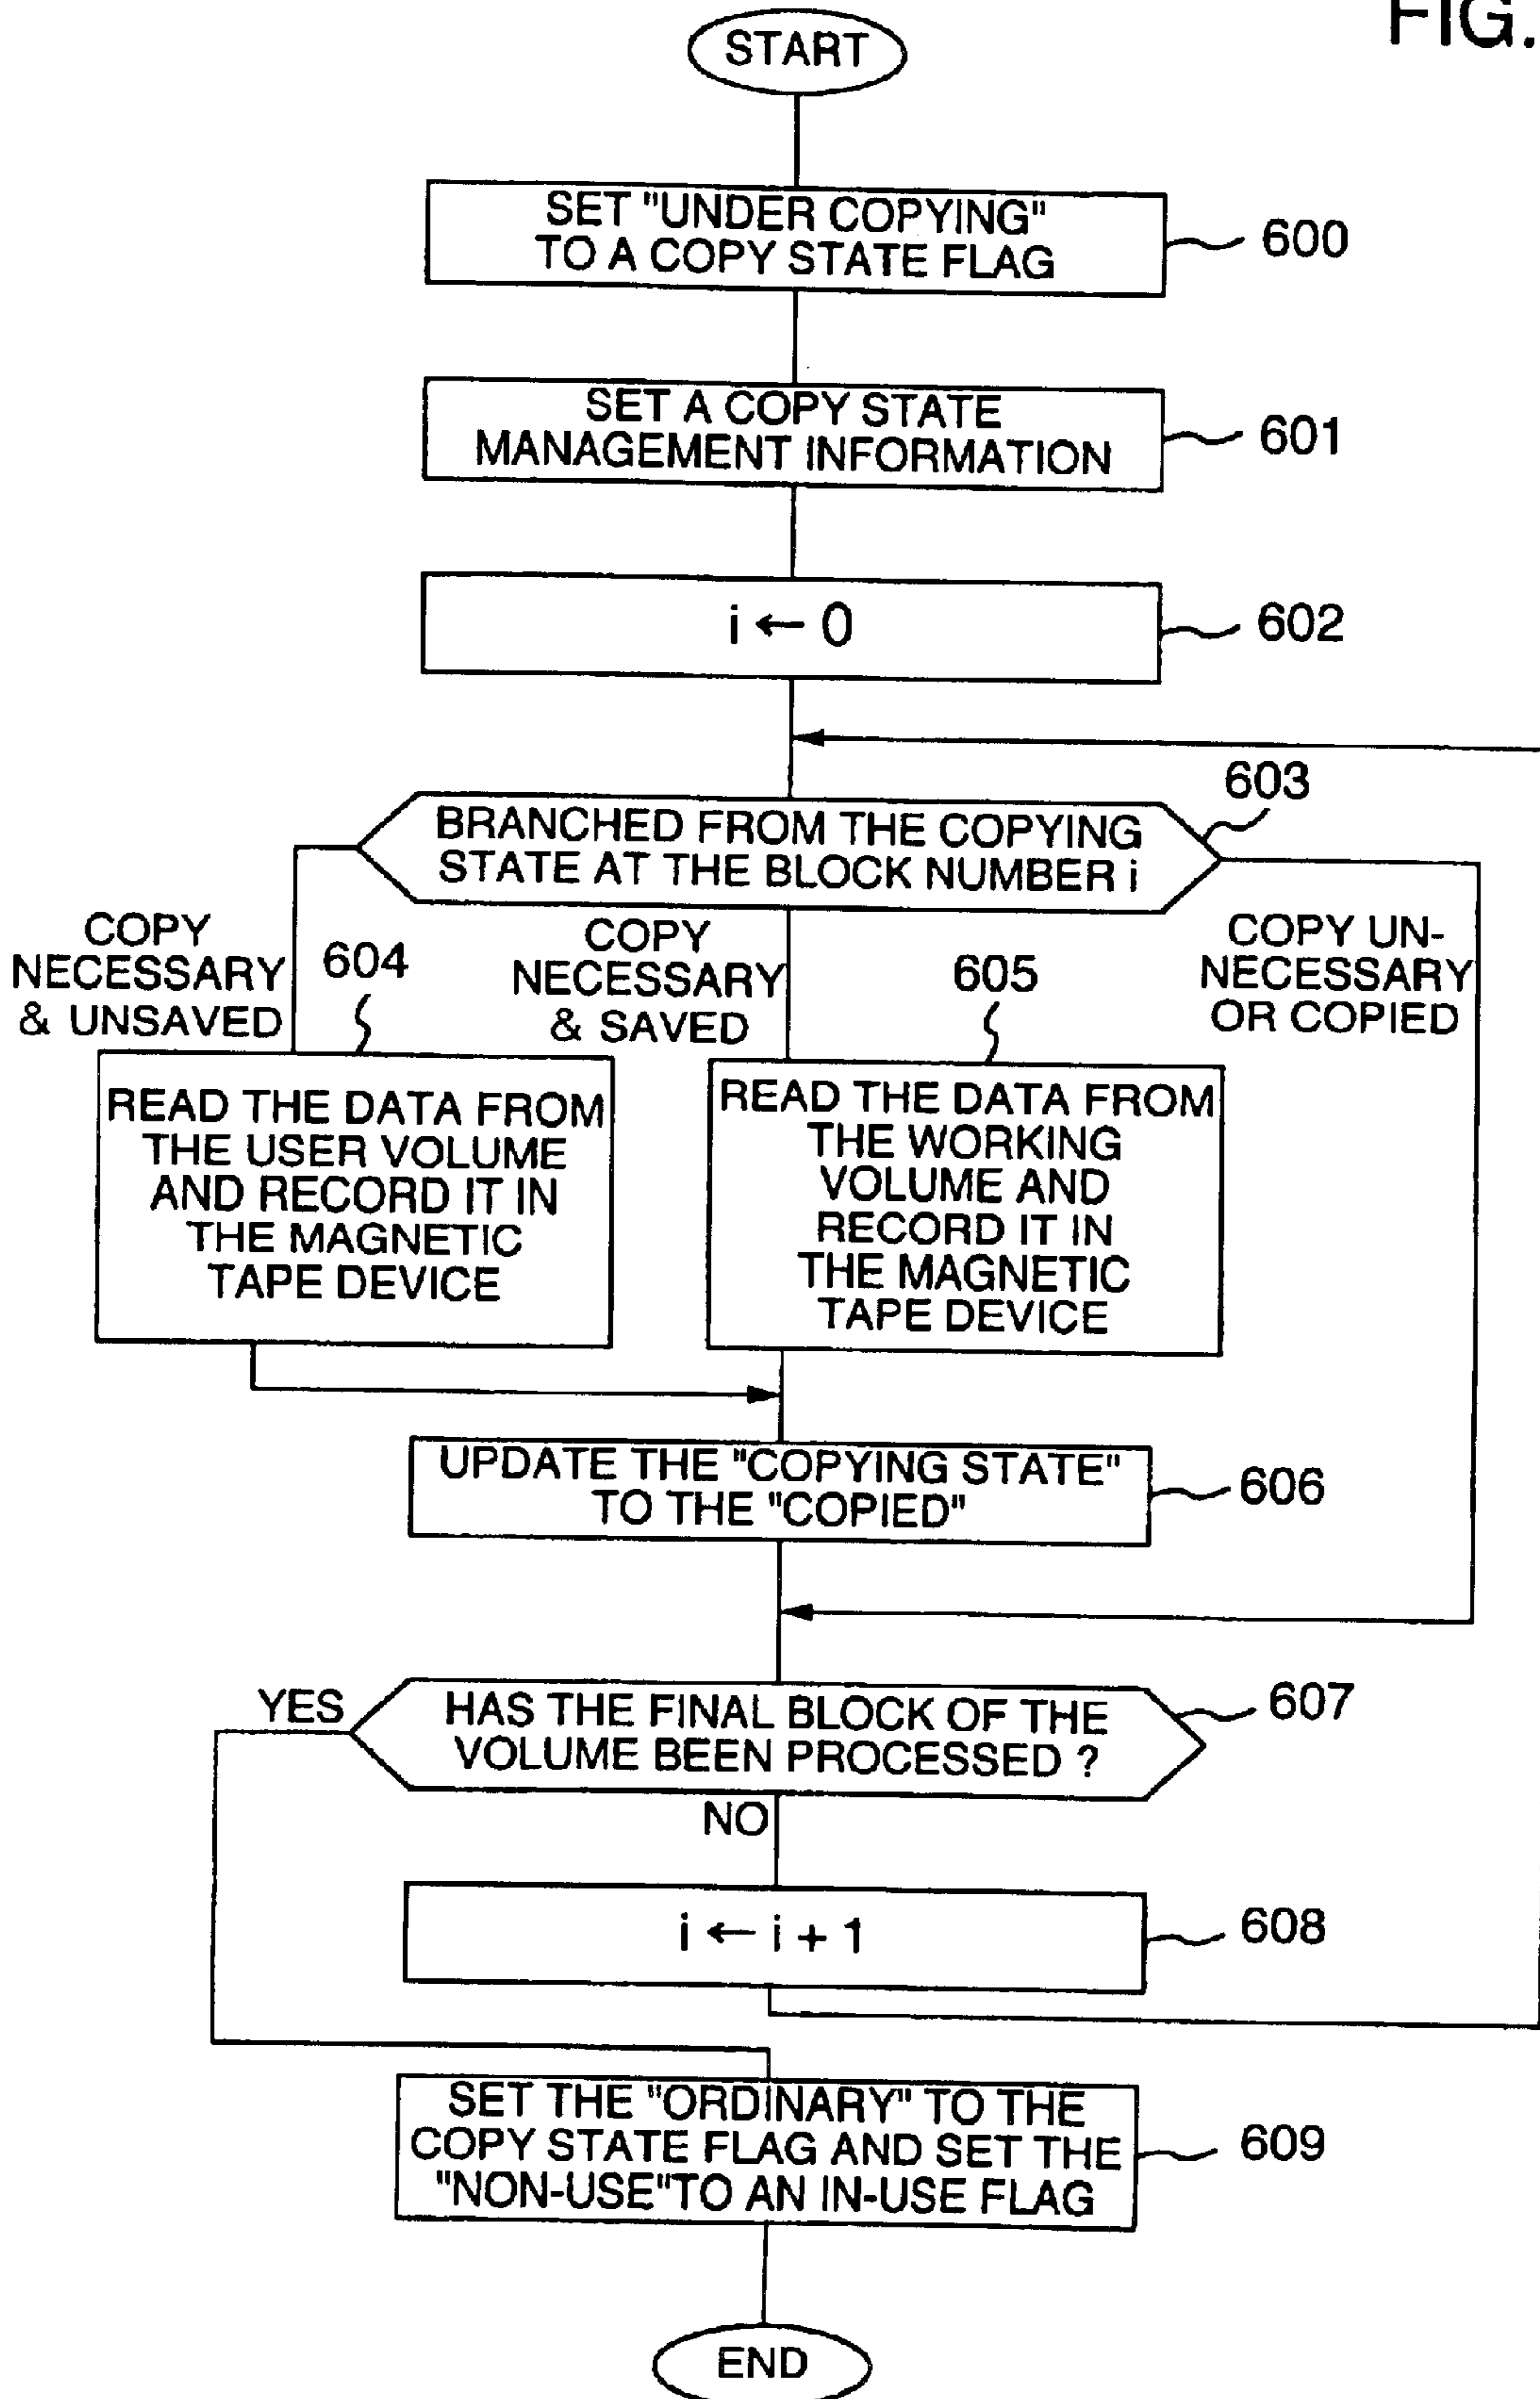 FIG.
START
SET "UNDER COPYING"
TO A COPY STATE FLAG
600
SET A COPY STATE
MANAGEMENT INFORMATION
601
i ← 0
602
603
BRANCHED FROM THE COPYING
STATE AT THE BLOCK NUMBER i
COPY
NECESSARY
& UNSAVED
604
COPY
NECESSARY
& SAVED
605
COPY UN-
NECESSARY
OR COPIED
READ THE DATA FROM
THE USER VOLUME
AND RECORD IT IN
THE MAGNETIC
TAPE DEVICE
READ THE DATA FROM
THE WORKING
VOLUME AND
RECORD IT IN
THE MAGNETIC
TAPE DEVICE
UPDATE THE "COPYING STATE"
TO THE "COPIED"
606
YES
HAS THE FINAL BLOCK OF THE
VOLUME BEEN PROCESSED ?
607
NO
i ← i + 1
608
SET THE "ORDINARY" TO THE
COPY STATE FLAG AND SET THE
"NON-USE"TO AN IN-USE FLAG
609
END